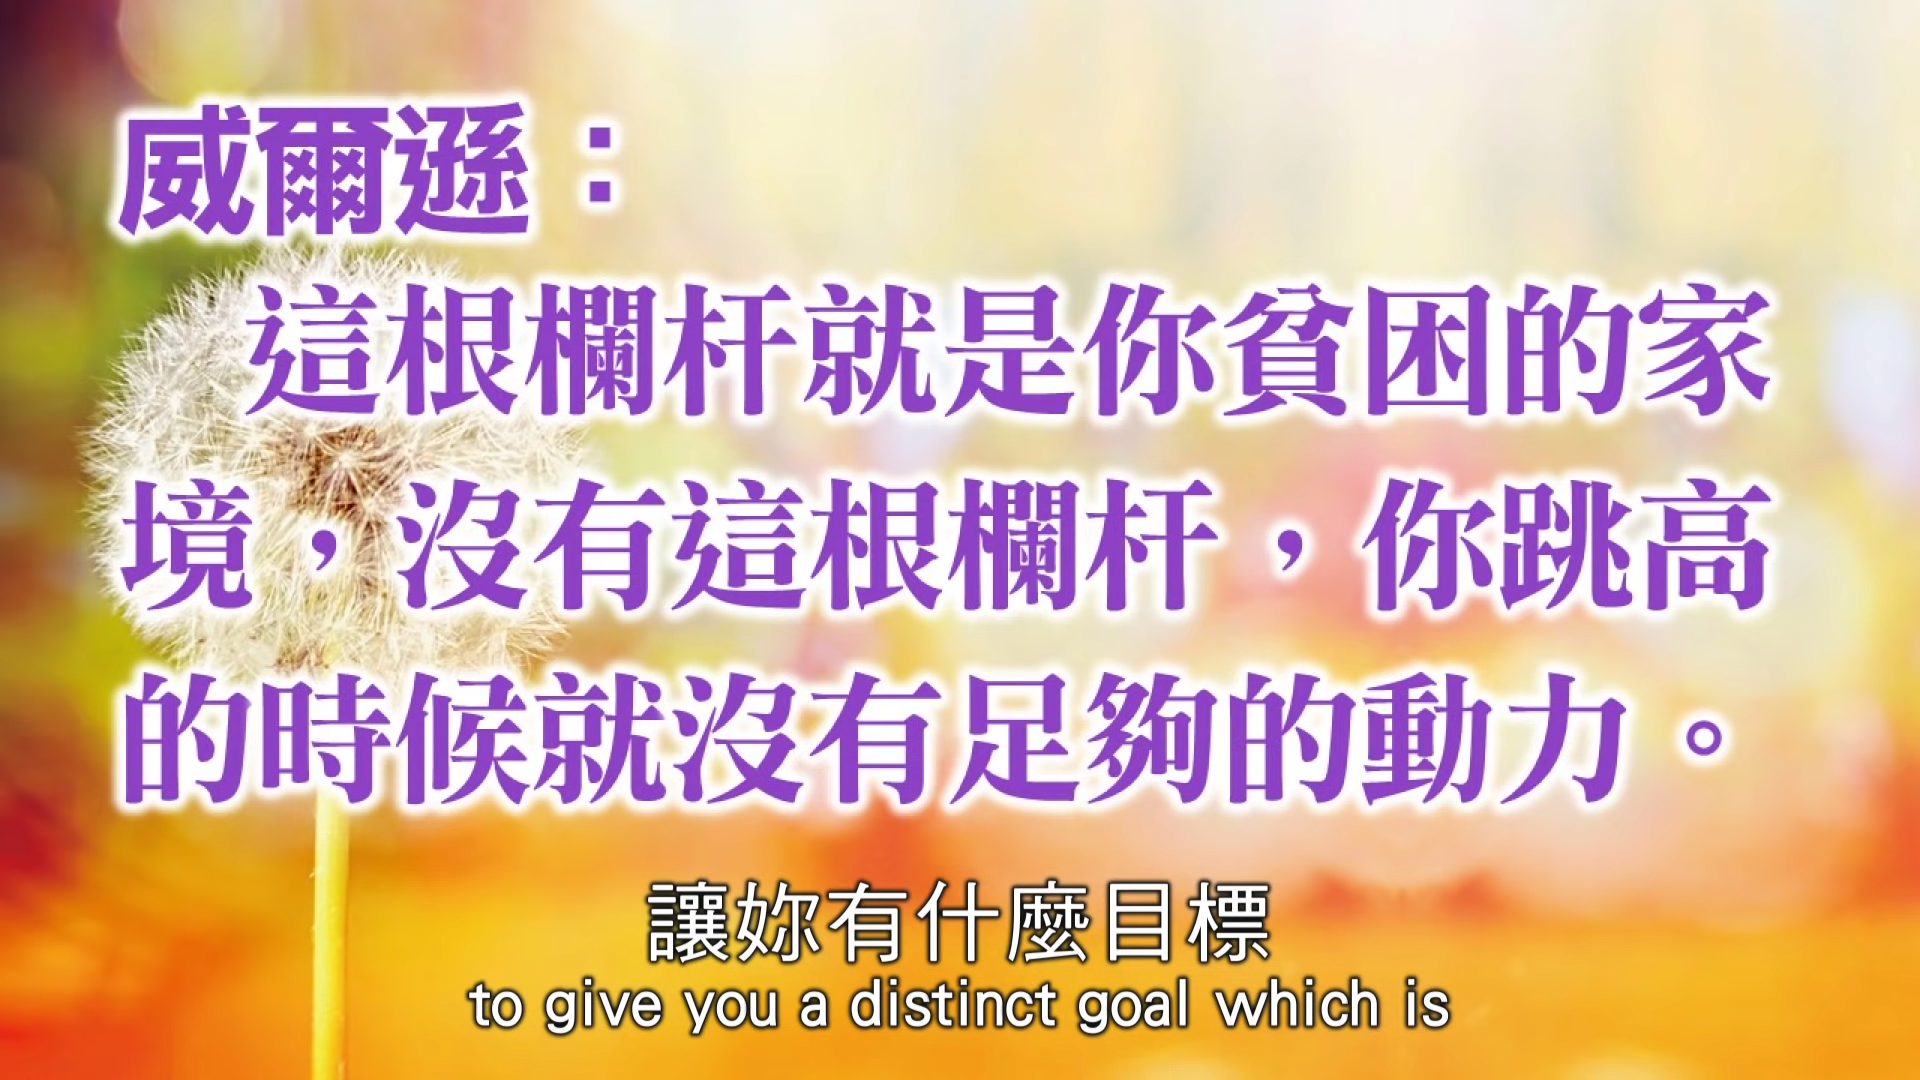 威爾遜：
這根欄杆就是你貧困的家
境，沒有這根欄杆，你跳高
的時候就沒有足夠的動力。
讓妳有什麼目標
to give you a distinct goal which is